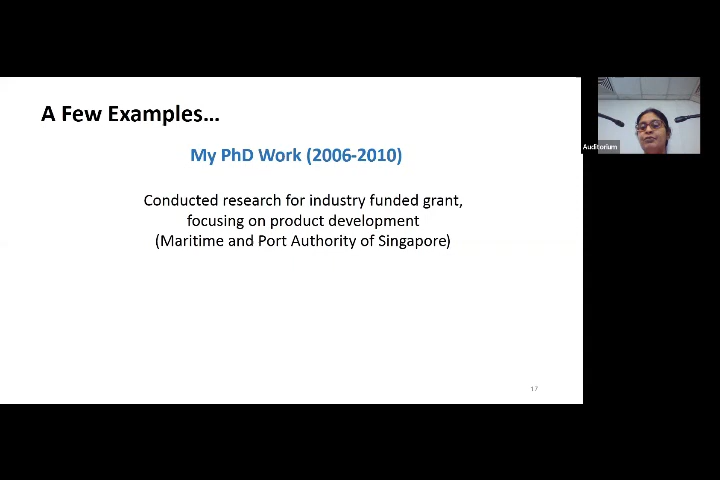 A Few Examples...
My PhD Work (2006-2010)
Conducted research for industry funded grant,
focusing on product development
(Maritime and Port Authority of Singapore)
17
Auditorium